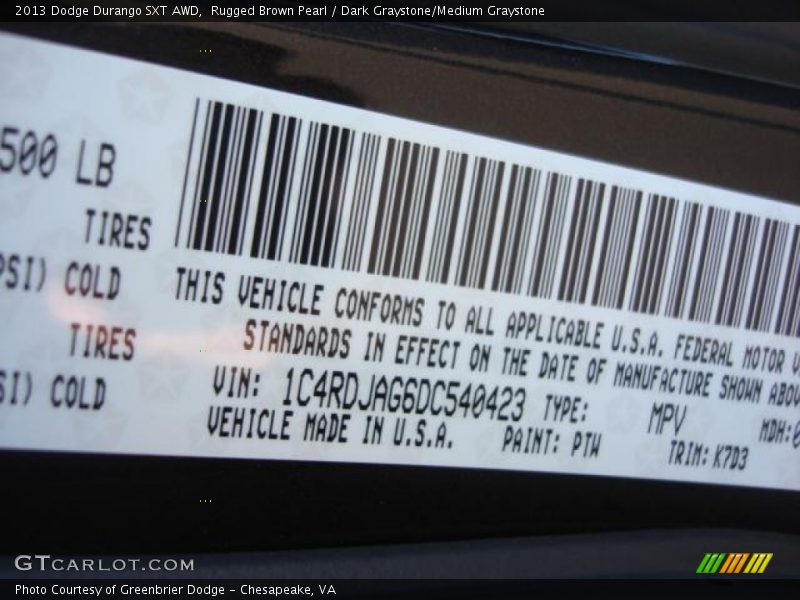 2013 Dodge Durango SXT AWD, Rugged Brown Pearl / Dark Graystone/Medium Graystone
500 LB
TIRES
PSI) COLD
TIRES
SI) COLD
THIS VEHICLE CONFORMS TO ALL APPLICABLE U.S.A. FEDERAL MOTOR V
STANDARDS IN EFFECT ON THE DATE OF MANUFACTURE SHOWN ABOV
VIN: 1C4RDJAG6DC540423 TYPE: MPV MDH:0
VEHICLE MADE IN U.S.A. PAINT: PTW TRIM: K7D3
GTCARLOT.COM
Photo Courtesy of Greenbrier Dodge - Chesapeake, VA